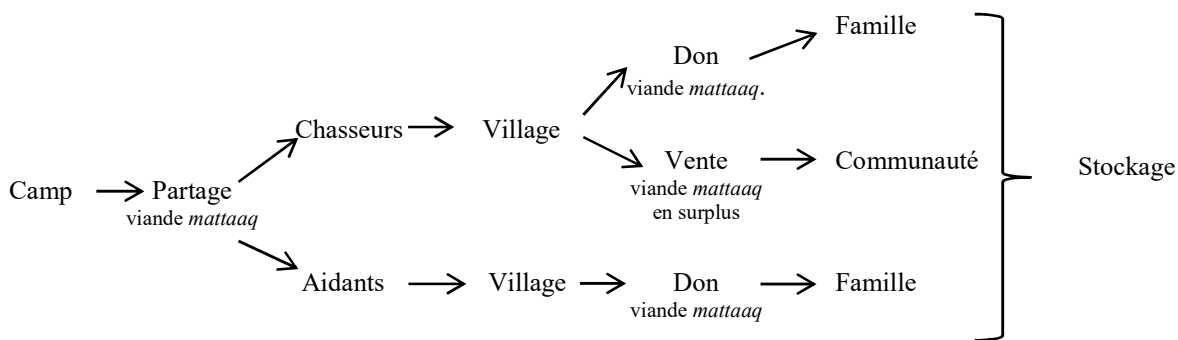 Famille
Don
viande mattaaq.
Chasseurs
Village
Vente
viande mattaaq
en surplus
Communauté
Stockage
Camp
Partage
viande mattaaq
Aidants
Village
Don
viande mattaaq
Famille